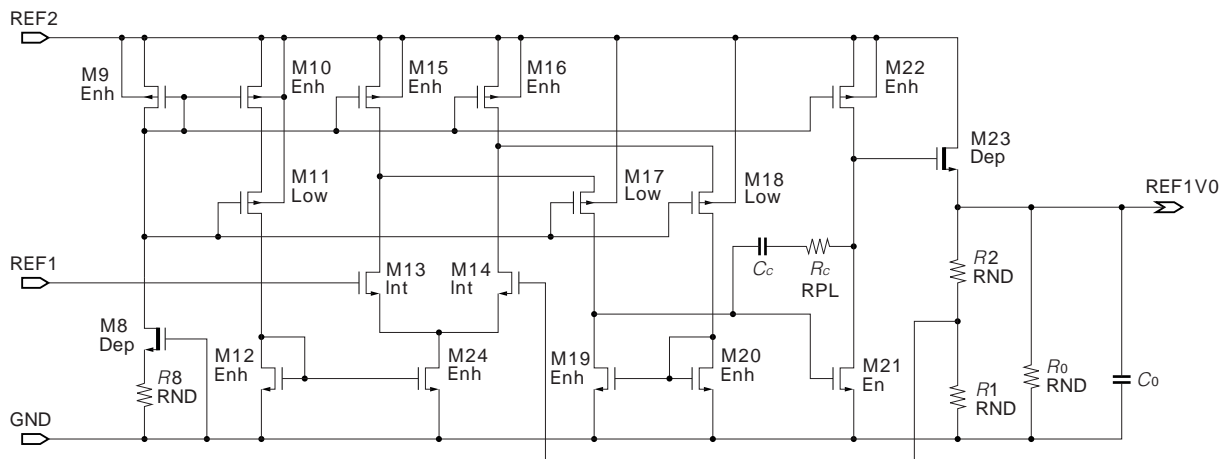 REF2
M9
Enh
M10
Enh
M15
Enh
M16
Enh
M22
Enh
M23
Dep
M11
Low
M17
Low
M18
Low
REF1V0
REF1
M13
Int
M14
Int
Cc
Rc
RPL
R2
RND
M8
Dep
R8
RND
M12
Enh
M24
Enh
M19
Enh
M20
Enh
M21
En
R1
RND
R0
RND
C0
GND